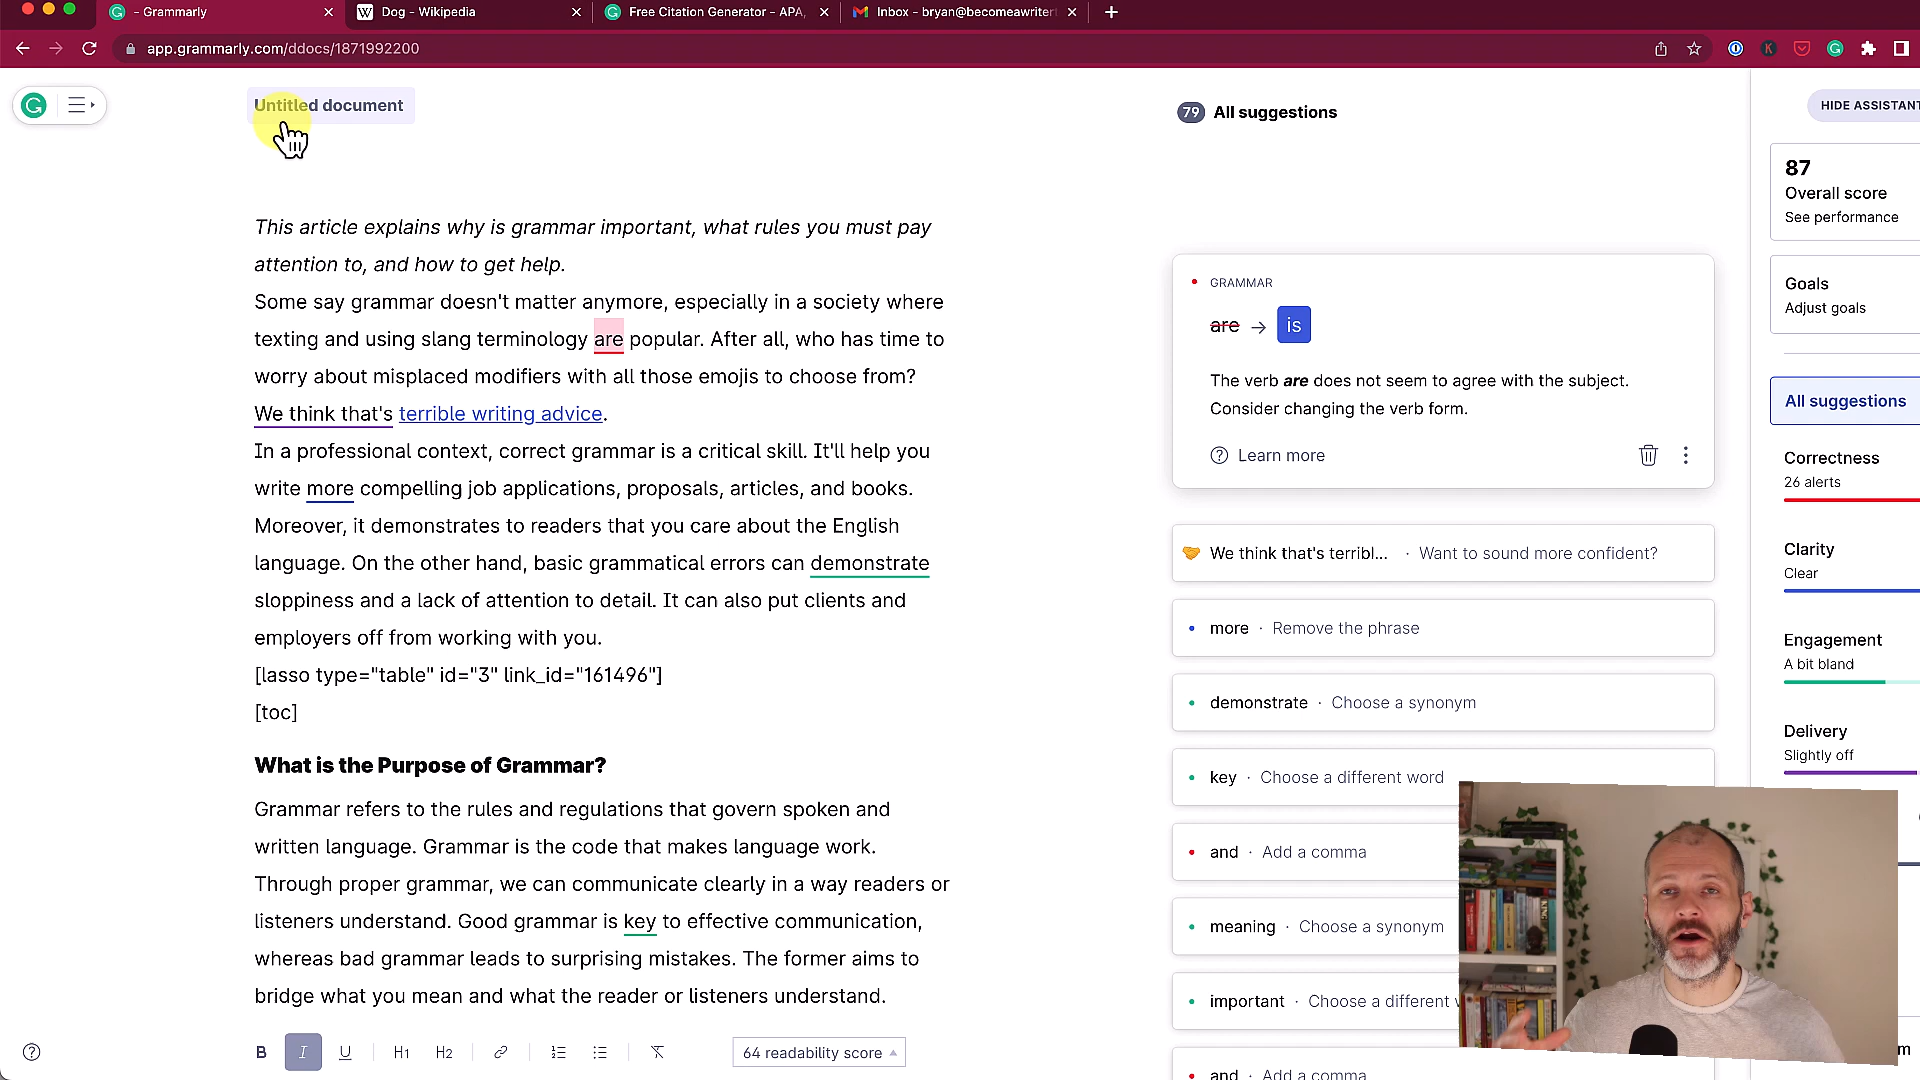 - Grammarly
Dog - Wikipedia
Free Citation Generator - APA,
Inbox - bryan@becomeawriter
app.grammarly.com/ddocs/1871992200
Untitled document
This article explains why is grammar important, what rules you must pay
attention to, and how to get help.
Some say grammar doesn't matter anymore, especially in a society where
texting and using slang terminology are popular. After all, who has time to
worry about misplaced modifiers with all those emojis to choose from?
We think that's terrible writing advice.
In a professional context, correct grammar is a critical skill. It'll help you
write more compelling job applications, proposals, articles, and books.
Moreover, it demonstrates to readers that you care about the English
language. On the other hand, basic grammatical errors can demonstrate
sloppiness and a lack of attention to detail. It can also put clients and
employers off from working with you.
[lasso type="table" id="3" link_id="161496"]
[toc]
What is the Purpose of Grammar?
Grammar refers to the rules and regulations that govern spoken and
written language. Grammar is the code that makes language work.
Through proper grammar, we can communicate clearly in a way readers or
listeners understand. Good grammar is key to effective communication,
whereas bad grammar leads to surprising mistakes. The former aims to
bridge what you mean and what the reader or listeners understand.
B I U H1 H2
64 readability score
79 All suggestions
GRAMMAR
are → is
The verb are does not seem to agree with the subject.
Consider changing the verb form.
Learn more
We think that's terribl... · Want to sound more confident?
more · Remove the phrase
demonstrate · Choose a synonym
key · Choose a different word
and · Add a comma
meaning · Choose a synonym
important · Choose a different
and · Add a comma
HIDE ASSISTANT
87
Overall score
See performance
Goals
Adjust goals
All suggestions
Correctness
26 alerts
Clarity
Clear
Engagement
A bit bland
Delivery
Slightly off